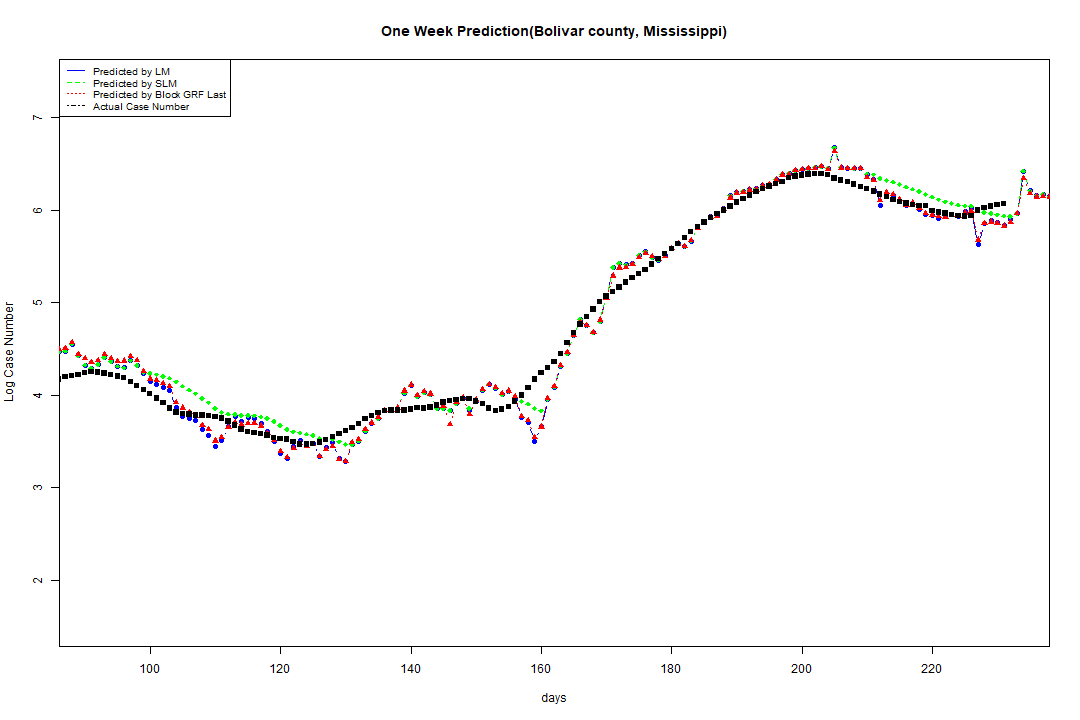 One Week Prediction(Bolivar county, Mississippi)
Predicted by LM
Predicted by SLM
Predicted by Block GRF Last
Actual Case Number
7
6
5
4
3
2
Log Case Number
100 120 140 160 180 200 220
days